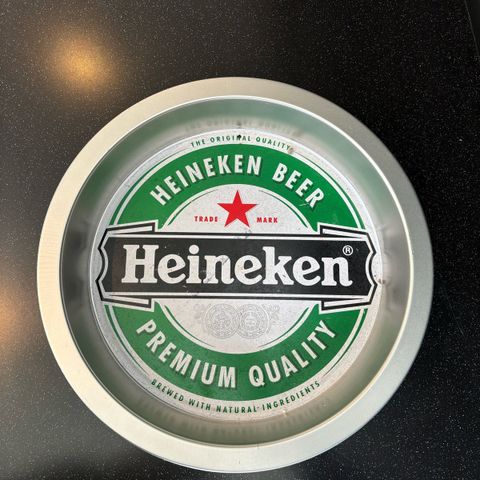 THE ORIGINAL QUALITY
HEINEKEN BEER
TRADE MARK
Heineken®
PREMIUM QUALITY
BREWED WITH NATURAL INGREDIENTS